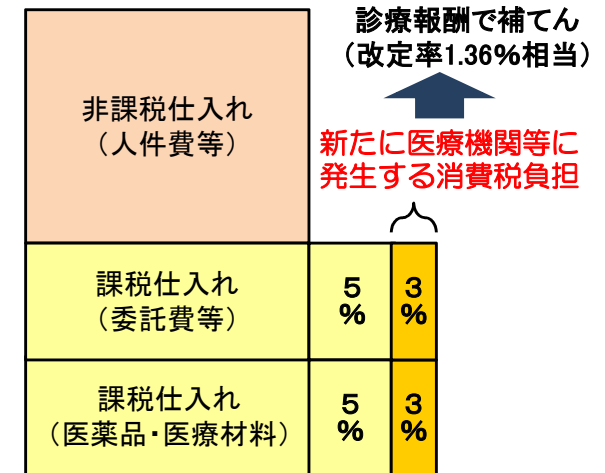 診療報酬で補てん
（改定率1.36%相当）
新たに医療機関等に
発生する消費税負担
非課税仕入れ
（人件費等）
課税仕入れ
（委託費等）
5
%
3
%
課税仕入れ
（医薬品・医療材料）
5
%
3
%